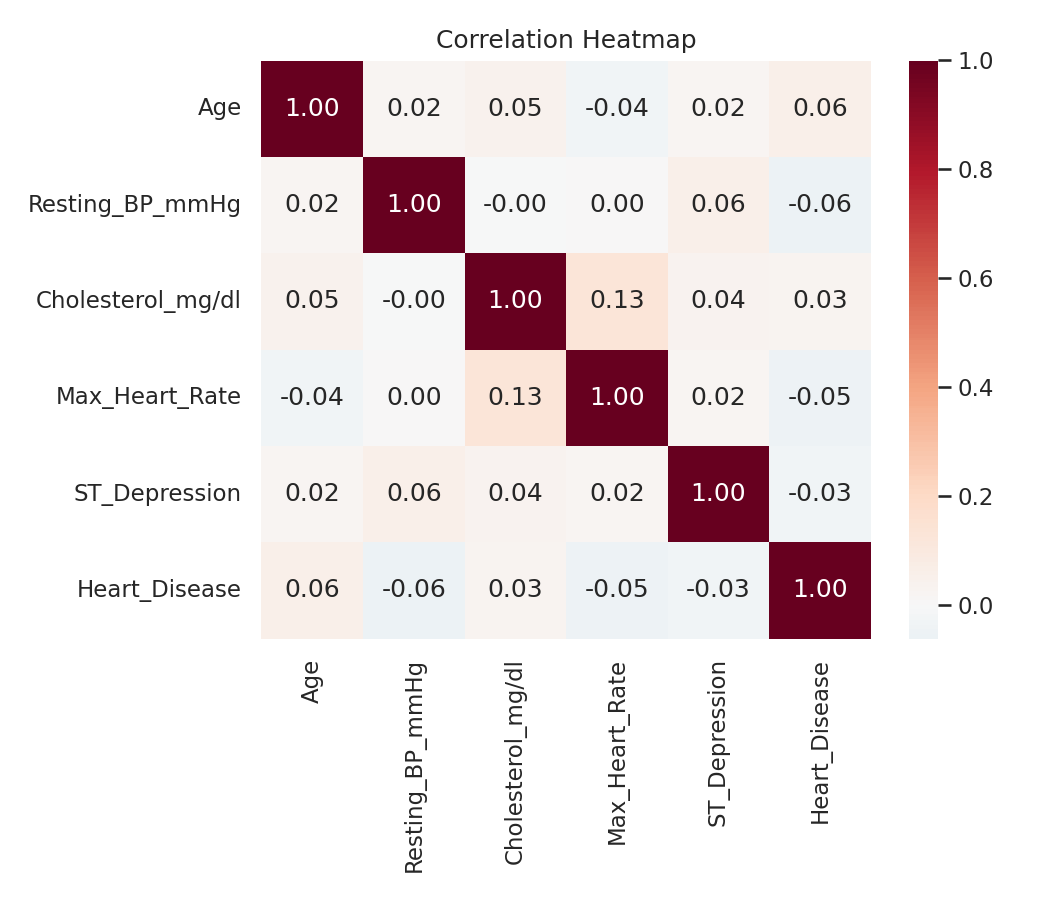 Correlation Heatmap
Age 1.00 0.02 0.05 -0.04 0.02 0.06
Resting_BP_mmHg 0.02 1.00 -0.00 0.00 0.06 -0.06
Cholesterol_mg/dl 0.05 -0.00 1.00 0.13 0.04 0.03
Max_Heart_Rate -0.04 0.00 0.13 1.00 0.02 -0.05
ST_Depression 0.02 0.06 0.04 0.02 1.00 -0.03
Heart_Disease 0.06 -0.06 0.03 -0.05 -0.03 1.00
Age
Resting_BP_mmHg
Cholesterol_mg/dl
Max_Heart_Rate
ST_Depression
Heart_Disease
1.0
0.8
0.6
0.4
0.2
0.0